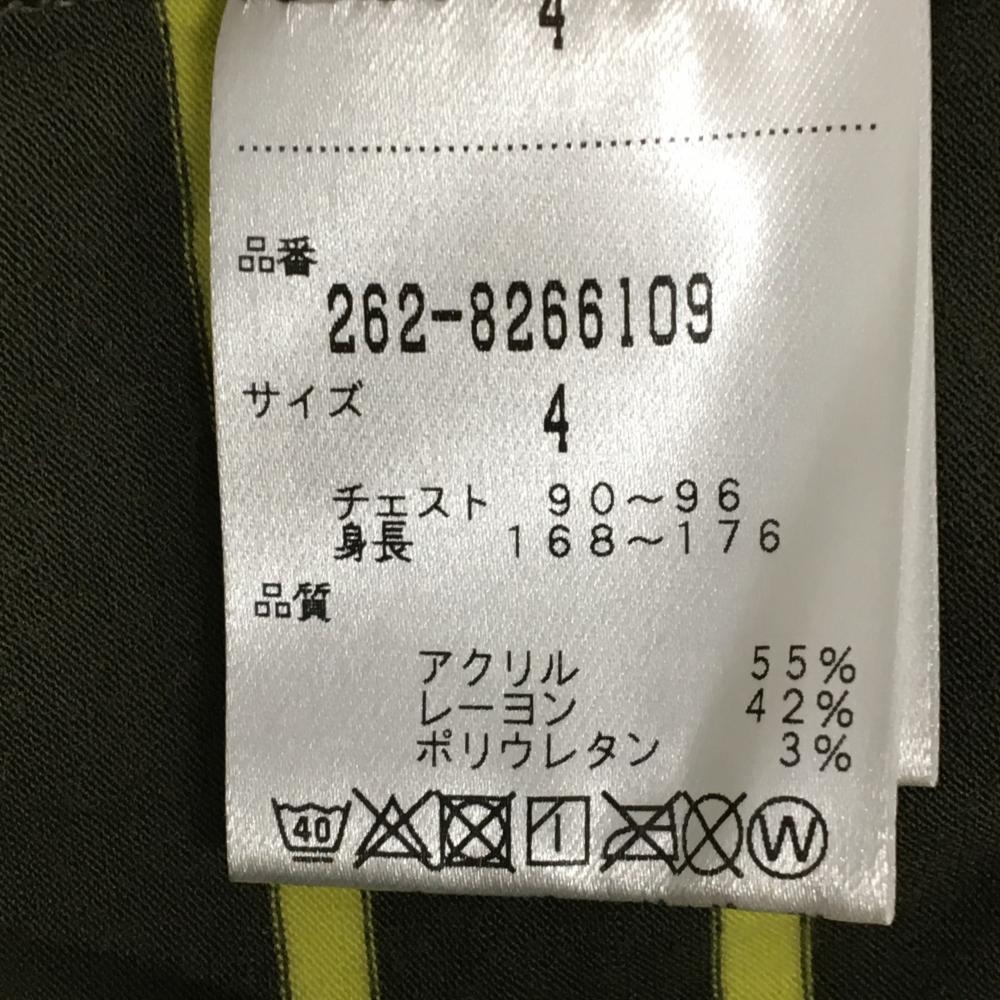 4
品番
262-8266109
サイズ
4
チェスト 90～96
身長 168～176
品質
アクリル 55%
レーヨン 42%
ポリウレタン 3%
40 W